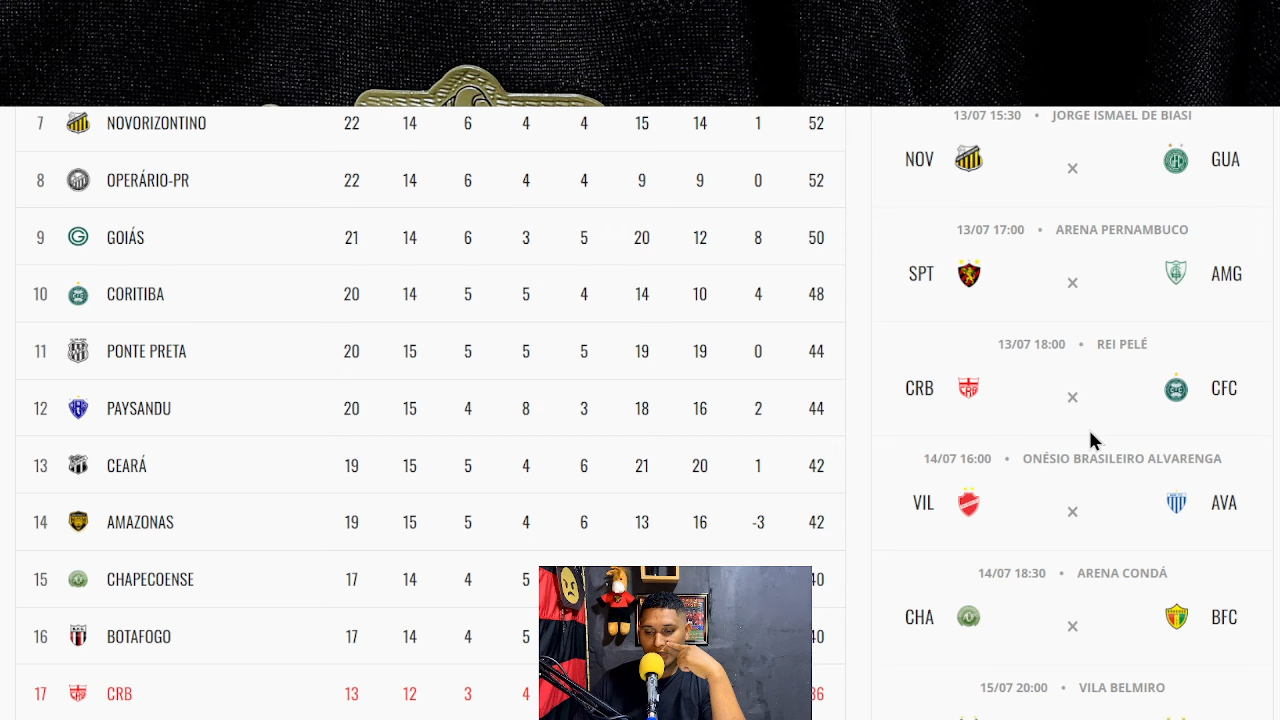 7 NOVORIZONTINO 22 14 6 4 4 15 14 1 52
8 OPERÁRIO-PR 22 14 6 4 4 9 9 0 52
9 GOIÁS 21 14 6 3 5 20 12 8 50
10 CORITIBA 20 14 5 5 4 14 10 4 48
11 PONTE PRETA 20 15 5 5 5 19 19 0 44
12 PAYSANDU 20 15 4 8 3 18 16 2 44
13 CEARÁ 19 15 5 4 6 21 20 1 42
14 AMAZONAS 19 15 5 4 6 13 16 -3 42
15 CHAPECOENSE 17 14 4 5 40
16 BOTAFOGO 17 14 4 5 40
17 CRB 13 12 3 4 36
13/07 15:30 • JORGE ISMAEL DE BIASI
NOV × GUA
13/07 17:00 • ARENA PERNAMBUCO
SPT × AMG
13/07 18:00 • REI PELÉ
CRB × CFC
14/07 16:00 • ONÉSIO BRASILEIRO ALVARENGA
VIL × AVA
14/07 18:30 • ARENA CONDÁ
CHA × BFC
15/07 20:00 • VILA BELMIRO